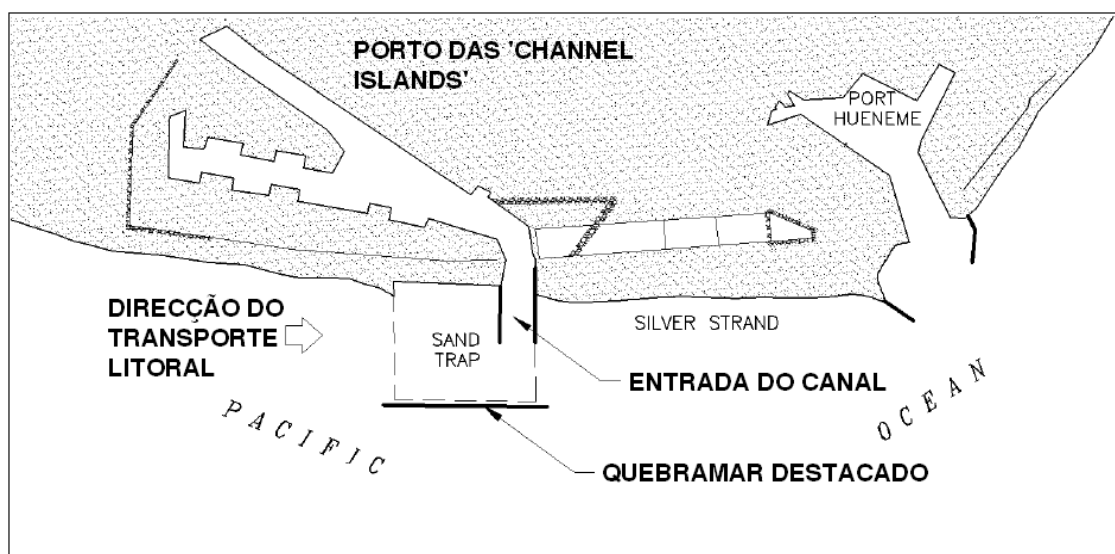 PORTO DAS 'CHANNEL
ISLANDS'
PORT
HUENEME
DIRECÇÃO DO
TRANSPORTE
LITORAL
SAND
TRAP
SILVER STRAND
ENTRADA DO CANAL
PACIFIC
OCEAN
QUEBRAMAR DESTACADO